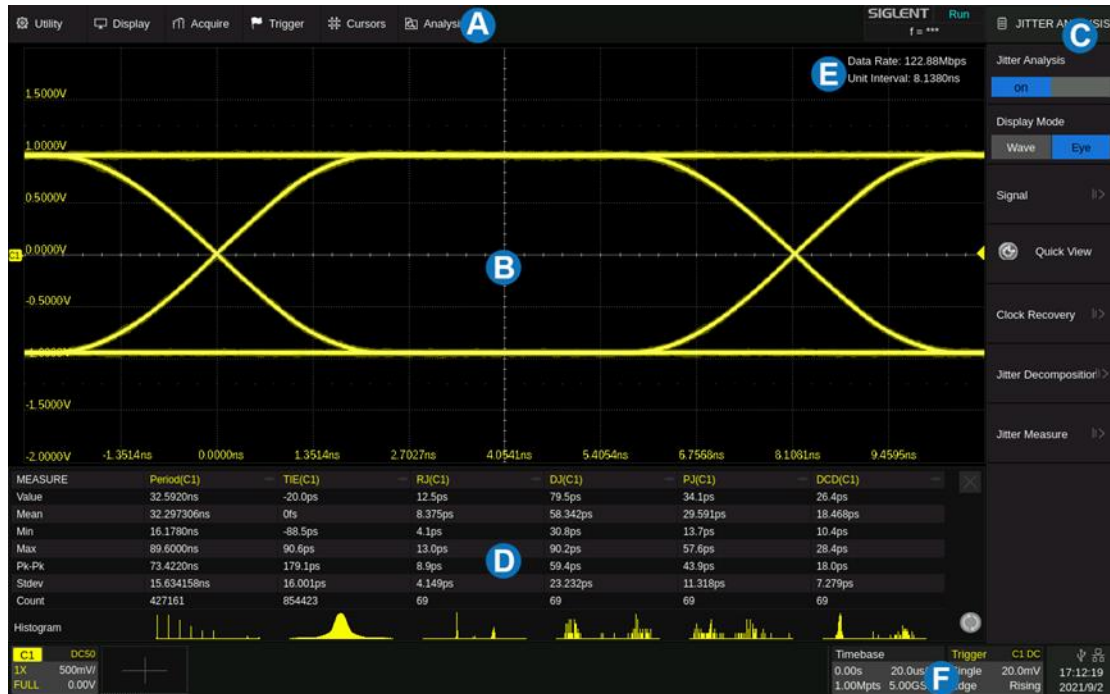 Utility Display Acquire Trigger Cursors A SIGLENT Run
f = ***
JITTER C
E Data Rate: 122.88Mbps
Unit Interval: 8.1380ns
Jitter Analysis
on
Display Mode
Wave Eye
Signal
Quick View
Clock Recovery
Jitter Decomposition
Jitter Measure
1.5000V
1.0000V
0.5000V
C1 0.0000V
B
-0.5000V
-1.0000V
-1.5000V
-2.0000V -1.3514ns 0.0000ns 1.3514ns 2.7027ns 4.0541ns 5.4054ns 6.7568ns 8.1081ns 9.4595ns
MEASURE Period(C1) TIE(C1) RJ(C1) DJ(C1) PJ(C1) DCD(C1)
Value 32.5920ns -20.0ps 12.5ps 79.5ps 34.1ps 26.4ps
Mean 32.297306ns 0fs 8.375ps 58.342ps 29.591ps 18.468ps
Min 16.1780ns -88.5ps 4.1ps 30.8ps 13.7ps 10.4ps
Max 89.6000ns 90.6ps 13.0ps 90.2ps 57.6ps 28.4ps
D
Pk-Pk 73.4220ns 179.1ps 8.9ps 59.4ps 43.9ps 18.0ps
Stdev 15.634158ns 16.001ps 4.149ps 23.232ps 11.318ps 7.279ps
Count 427161 854423 69 69 69 69
Histogram
C1 DC50
1X 500mV/
FULL 0.00V
Timebase
0.00s 20.0us
1.00Mpts 5.00GS
F
Trigger C1 DC
20.0mV
Rising
17:12:19
2021/9/2